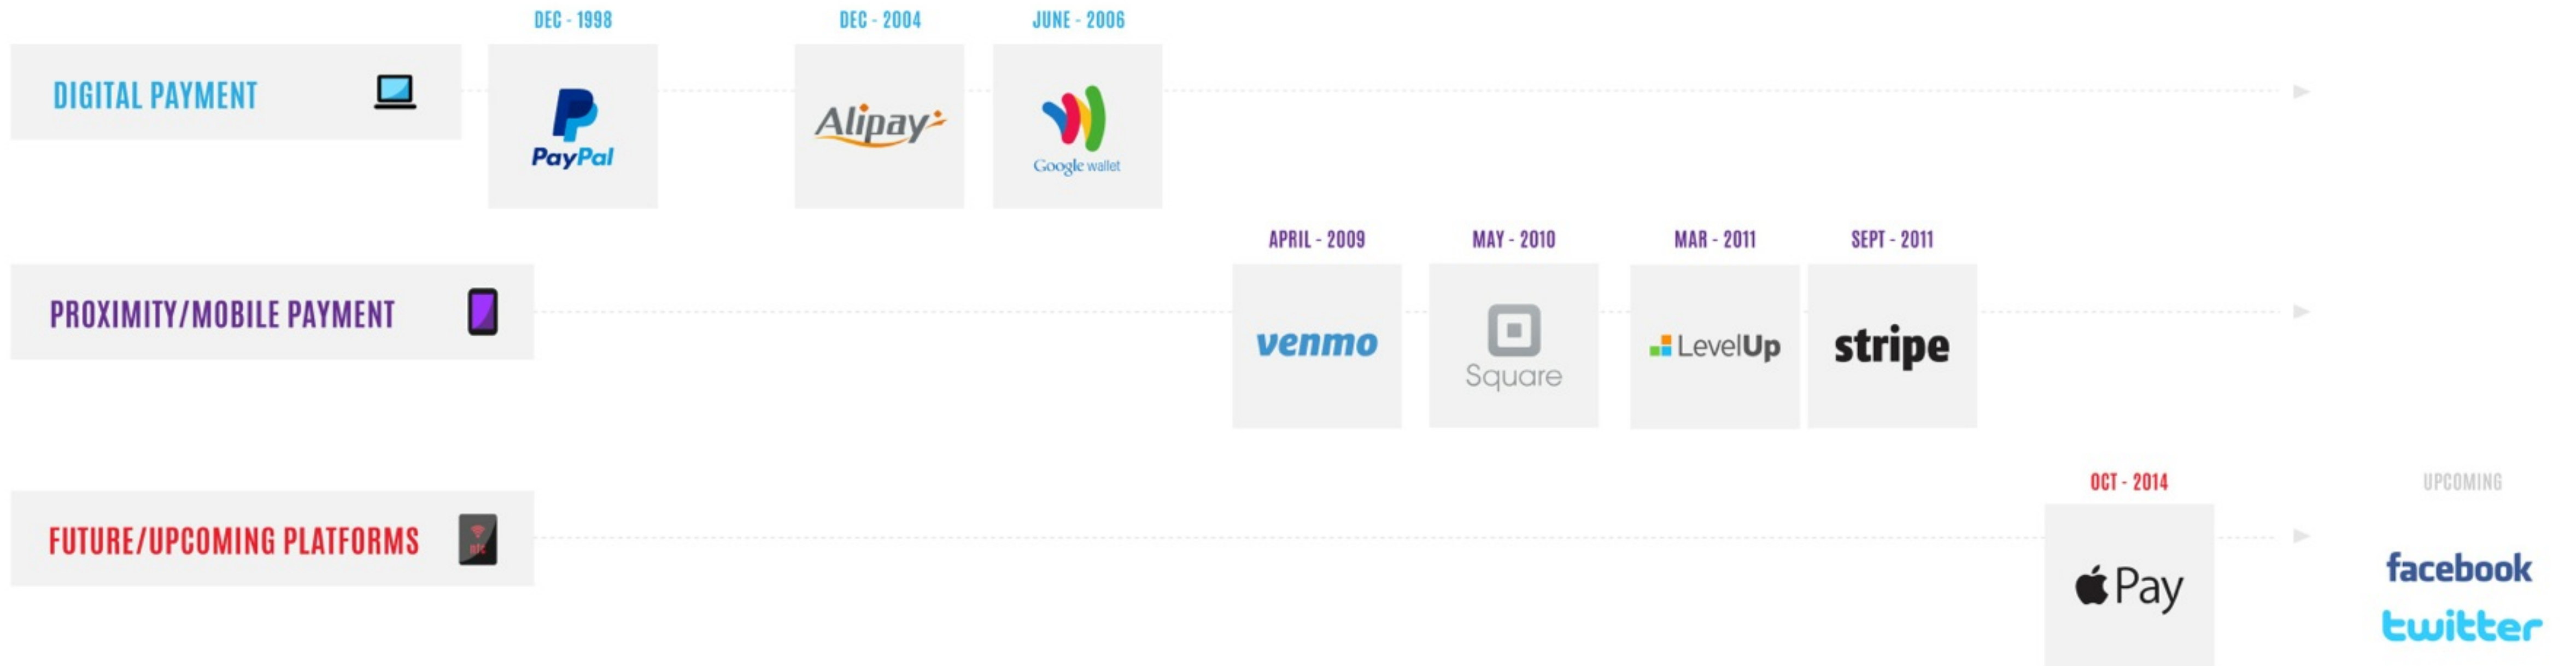 DEC - 1998
DEC - 2004
JUNE - 2006
DIGITAL PAYMENT
PayPal
Alipay
Google wallet
APRIL - 2009
MAY - 2010
MAR - 2011
SEPT - 2011
PROXIMITY/MOBILE PAYMENT
venmo
Square
LevelUp
stripe
OCT - 2014
UPCOMING
FUTURE/UPCOMING PLATFORMS
nfc
Pay
facebook
twitter